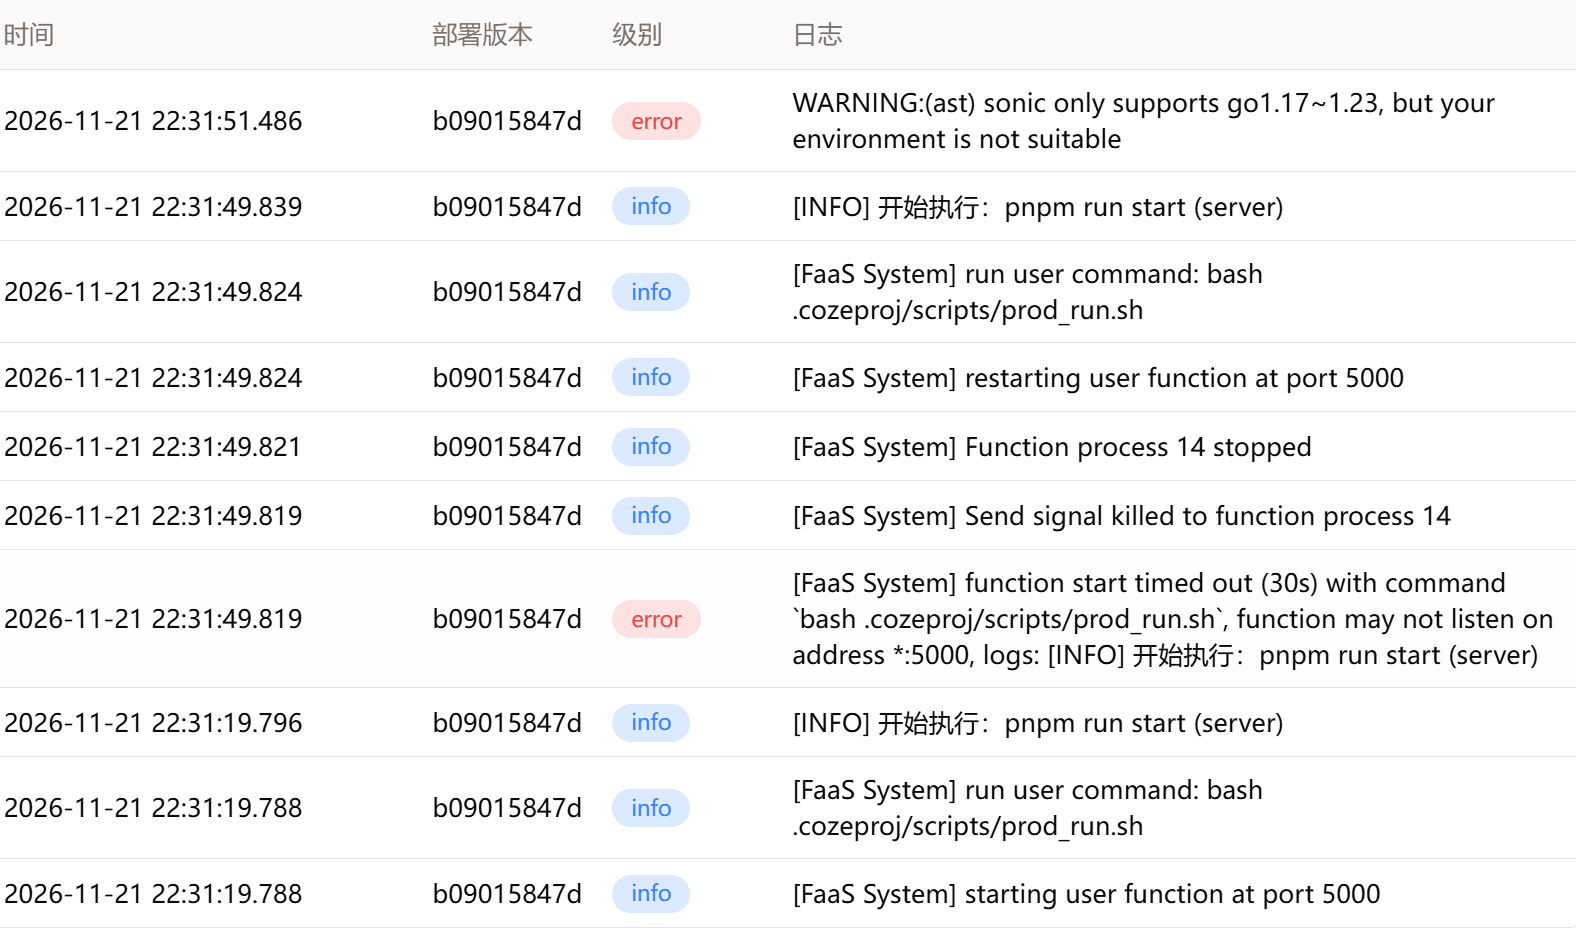 时间 部署版本 级别 日志
2026-11-21 22:31:51.486 b09015847d error WARNING:(ast) sonic only supports go1.17~1.23, but your
environment is not suitable
2026-11-21 22:31:49.839 b09015847d info [INFO] 开始执行：pnpm run start (server)
2026-11-21 22:31:49.824 b09015847d info [FaaS System] run user command: bash
.cozeproj/scripts/prod_run.sh
2026-11-21 22:31:49.824 b09015847d info [FaaS System] restarting user function at port 5000
2026-11-21 22:31:49.821 b09015847d info [FaaS System] Function process 14 stopped
2026-11-21 22:31:49.819 b09015847d info [FaaS System] Send signal killed to function process 14
2026-11-21 22:31:49.819 b09015847d error [FaaS System] function start timed out (30s) with command
`bash .cozeproj/scripts/prod_run.sh`, function may not listen on
address *:5000, logs: [INFO] 开始执行：pnpm run start (server)
2026-11-21 22:31:19.796 b09015847d info [INFO] 开始执行：pnpm run start (server)
2026-11-21 22:31:19.788 b09015847d info [FaaS System] run user command: bash
.cozeproj/scripts/prod_run.sh
2026-11-21 22:31:19.788 b09015847d info [FaaS System] starting user function at port 5000